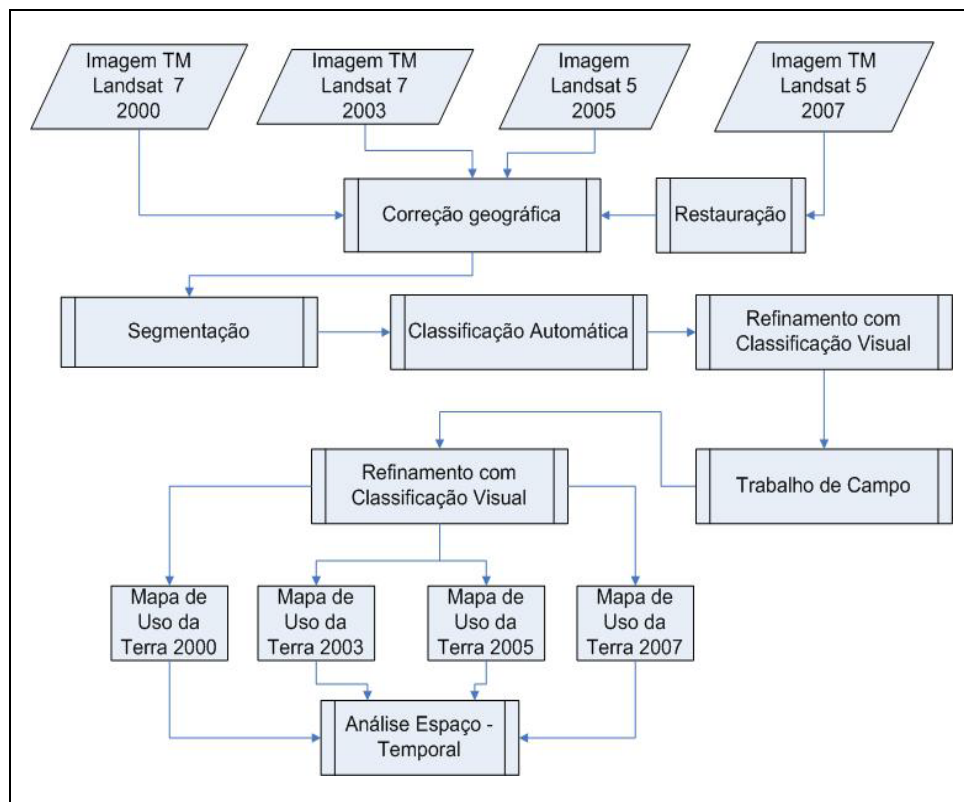 Imagem TM
Landsat 7
2000
Imagem TM
Landsat 7
2003
Imagem
Landsat 5
2005
Imagem TM
Landsat 5
2007
Correção geográfica
Restauração
Segmentação
Classificação Automática
Refinamento com
Classificação Visual
Refinamento com
Classificação Visual
Trabalho de Campo
Mapa de
Uso da
Terra 2000
Mapa de
Uso da
Terra 2003
Mapa de
Uso da
Terra 2005
Mapa de
Uso da
Terra 2007
Análise Espaço -
Temporal